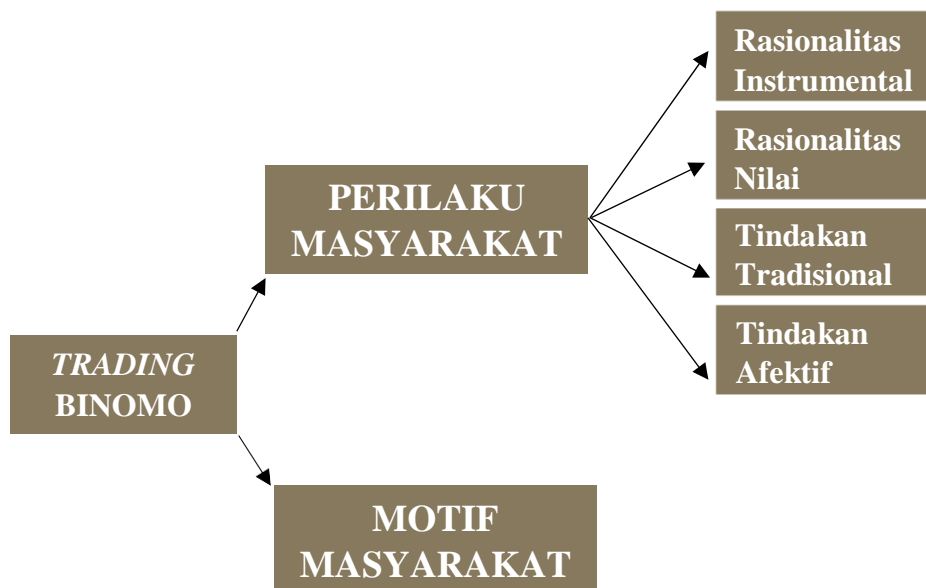 Rasionalitas
Instrumental
Rasionalitas
Nilai
PERILAKU
MASYARAKAT
Tindakan
Tradisional
Tindakan
Afektif
TRADING
BINOMO
MOTIF
MASYARAKAT